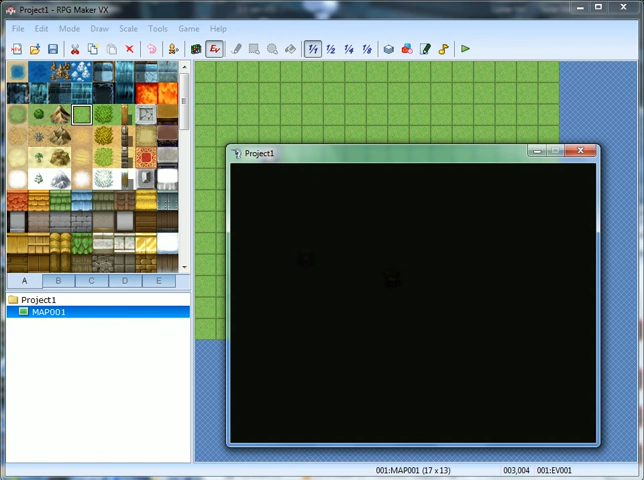 Project1 - RPG Maker VX
File Edit Mode Draw Scale Tools Game Help
Ev 1/1 1/2 1/4 1/8
Project1
A B C D E
Project1
MAP001
001:MAP001 (17 x 13) 003,004 001:EV001